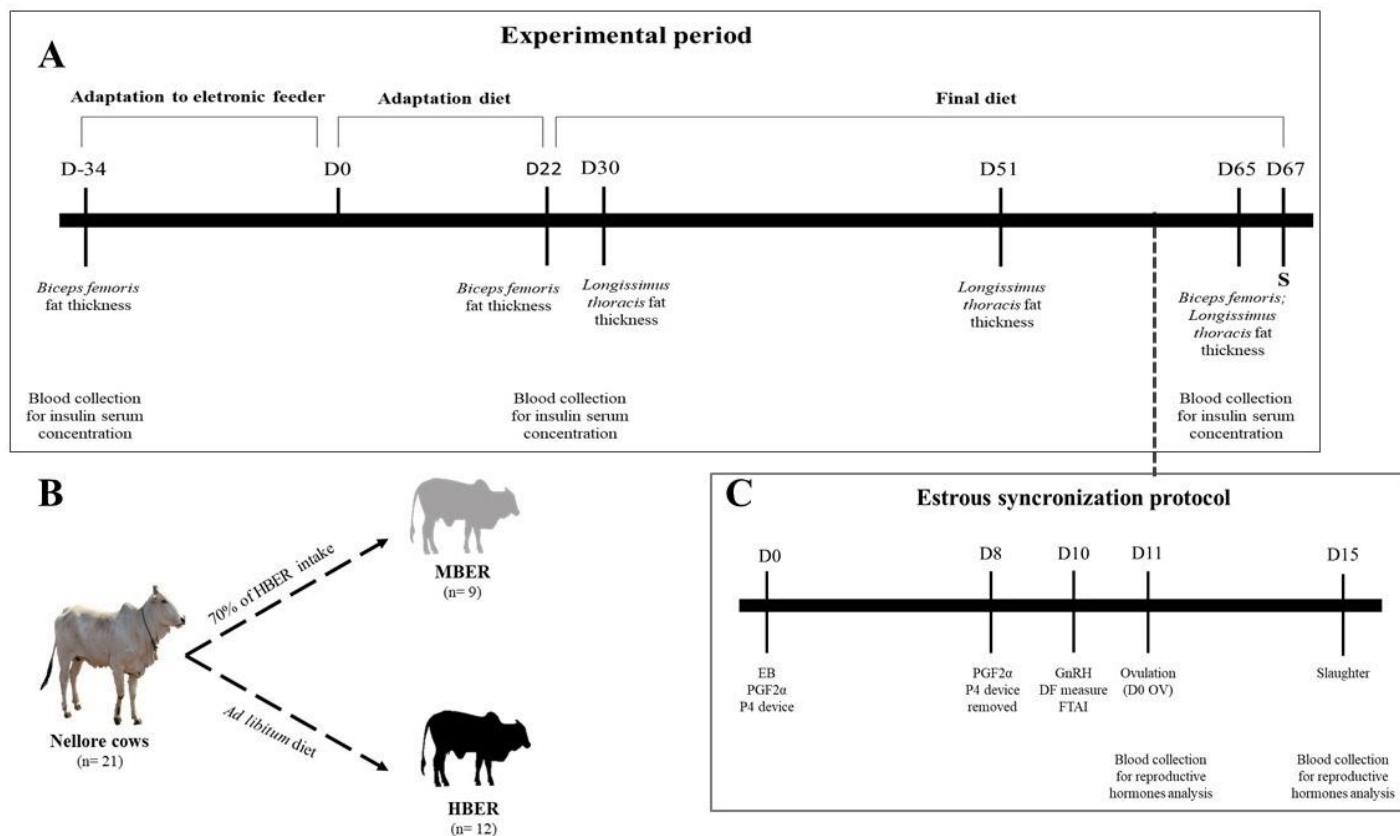 A
Experimental period
Adaptation to eletronic feeder
Adaptation diet
Final diet
D-34
D0
D22
D30
D51
D65
D67
S
Biceps femoris
fat thickness
Biceps femoris
fat thickness
Longissimus
thoracis fat
thickness
Longissimus
thoracis fat
thickness
Biceps femoris;
Longissimus
thoracis fat
thickness
Blood collection
for insulin serum
concentration
Blood collection
for insulin serum
concentration
Blood collection
for insulin serum
concentration
B
Nellore cows
(n= 21)
70% of HBER intake
MBER
(n= 9)
Ad libitum diet
HBER
(n= 12)
C
Estrous syncronization protocol
D0
D8
D10
D11
D15
EB
PGF2α
P4 device
PGF2α
P4 device
removed
GnRH
DF measure
FTAI
Ovulation
(D0 OV)
Slaughter
Blood collection
for reproductive
hormones analysis
Blood collection
for reproductive
hormones analysis